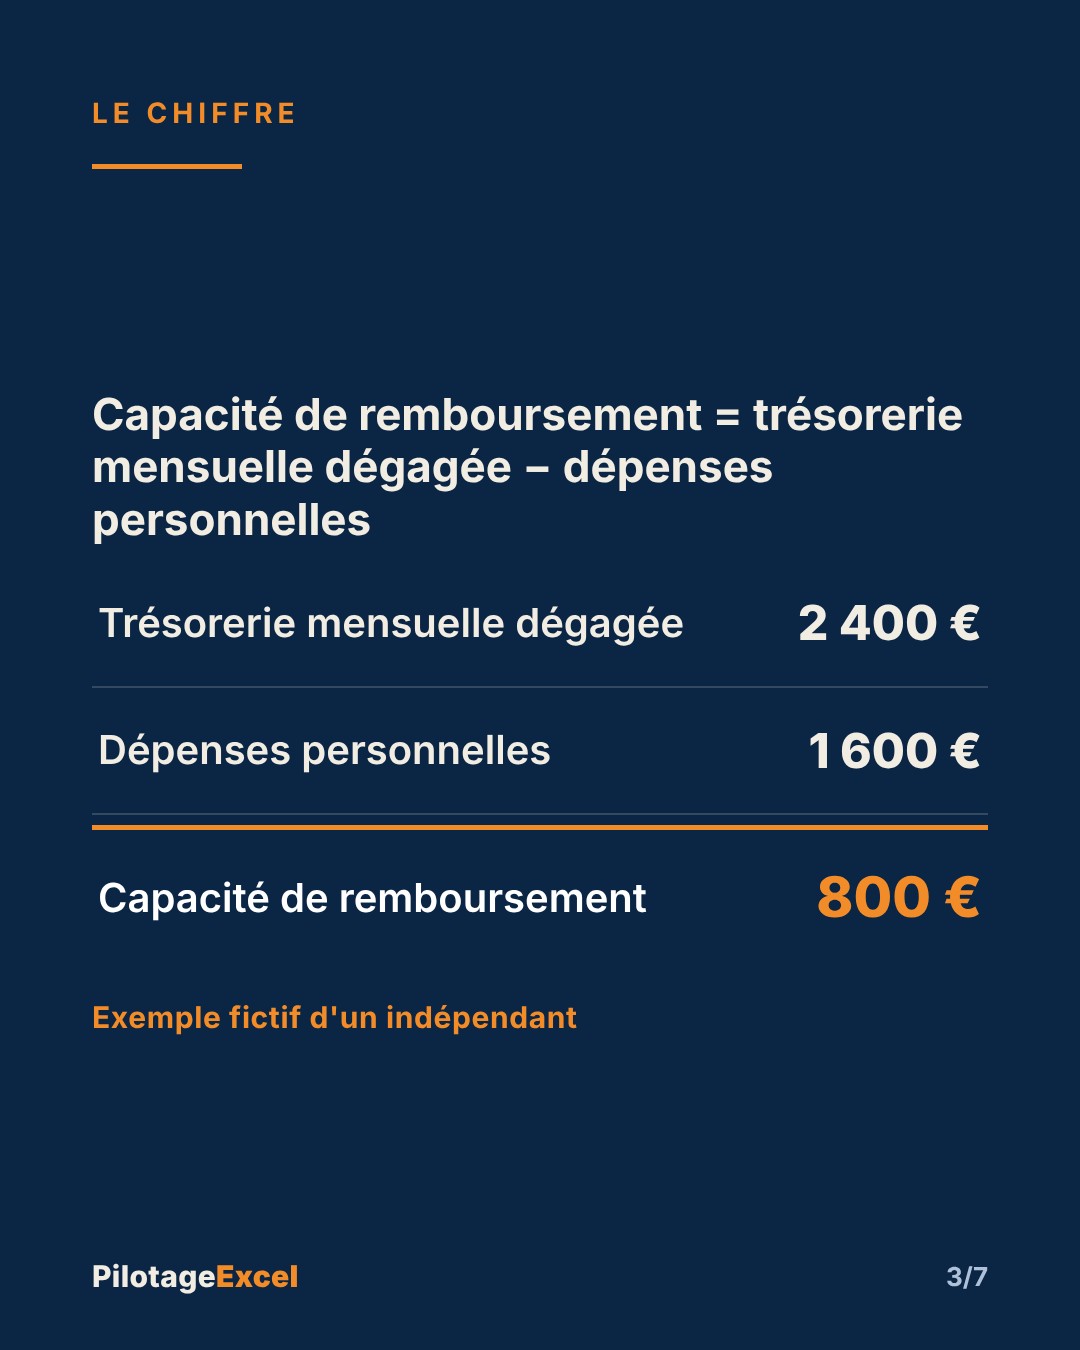 LE CHIFFRE
Capacité de remboursement = trésorerie
mensuelle dégagée – dépenses
personnelles
Trésorerie mensuelle dégagée 2 400 €
Dépenses personnelles 1 600 €
Capacité de remboursement 800 €
Exemple fictif d'un indépendant
PilotageExcel 3/7